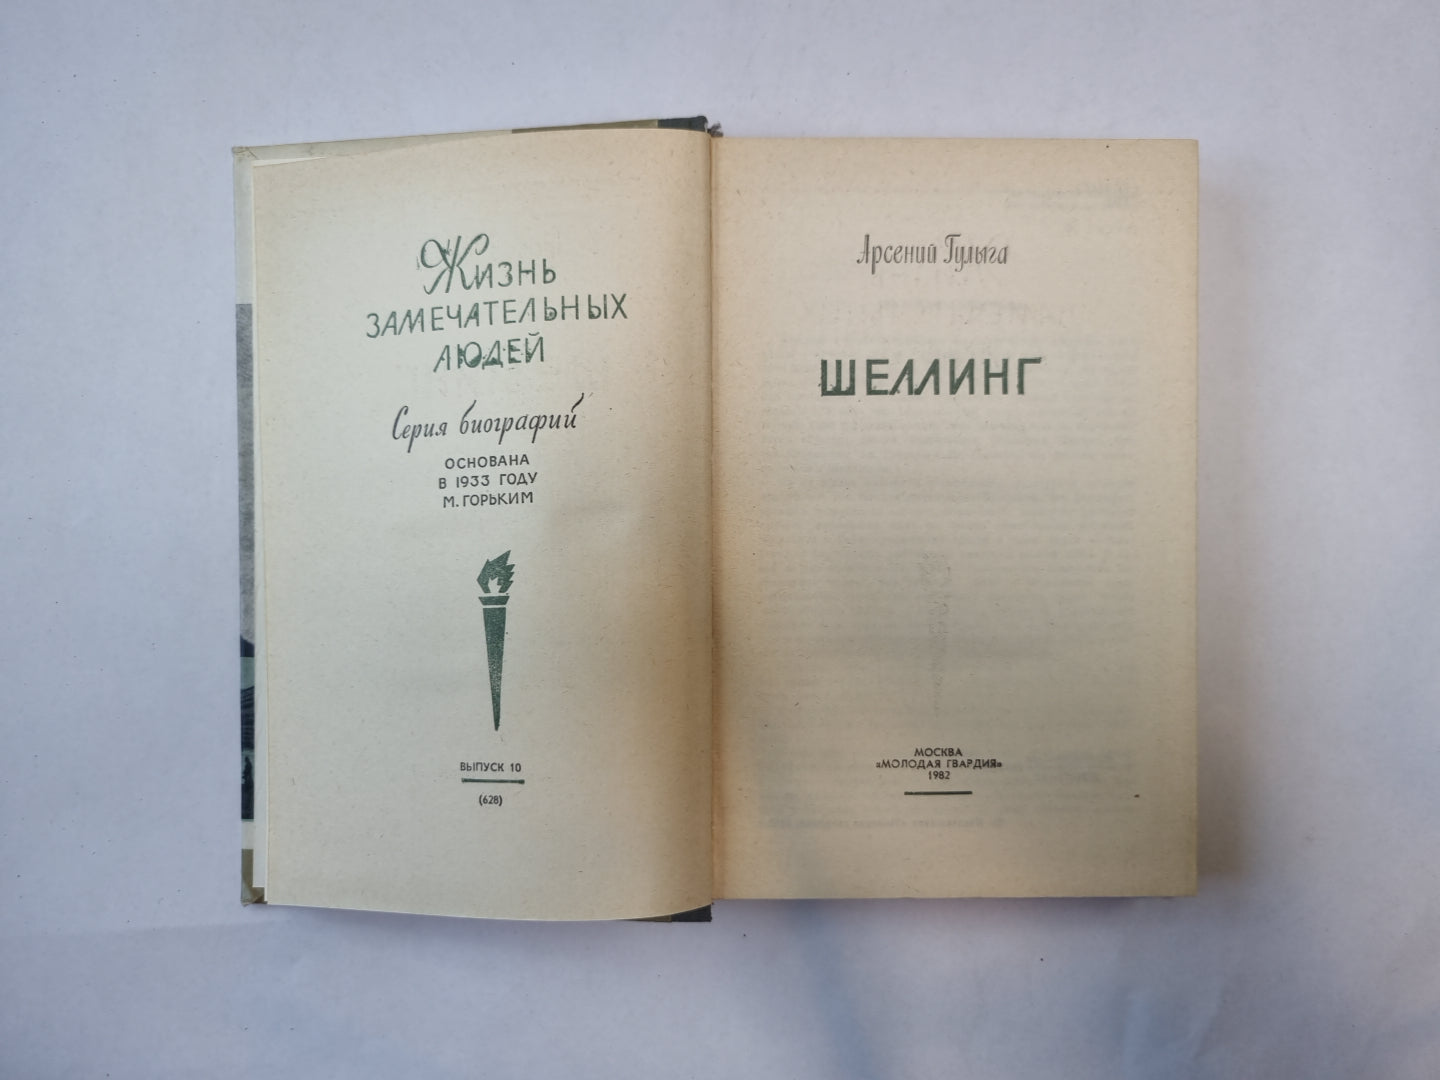 Жизнь
ЗАМЕЧАТЕЛЬНЫХ
ЛЮДЕЙ
Серия биографий
ОСНОВАНА
В 1933 ГОДУ
М. ГОРЬКИМ
ВЫПУСК 10
(628)
Арсений Гулыга
ШЕЛЛИНГ
МОСКВА
«МОЛОДАЯ ГВАРДИЯ»
1982